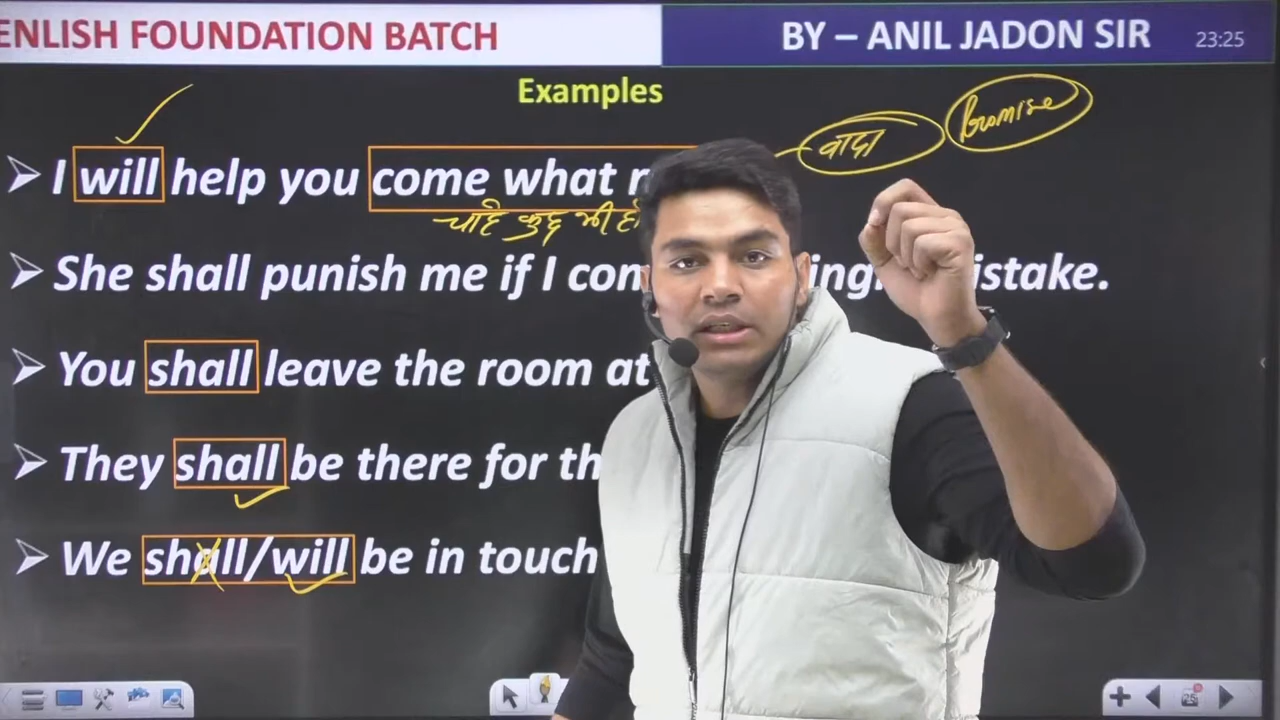 ENLISH FOUNDATION BATCH
BY – ANIL JADON SIR 23:25
Examples
वादा Promise
I will help you come what
चाहे कुछ भी हो
She shall punish me if I istake.
You shall leave the room at
They shall be there for
We shall/will be in touch
25